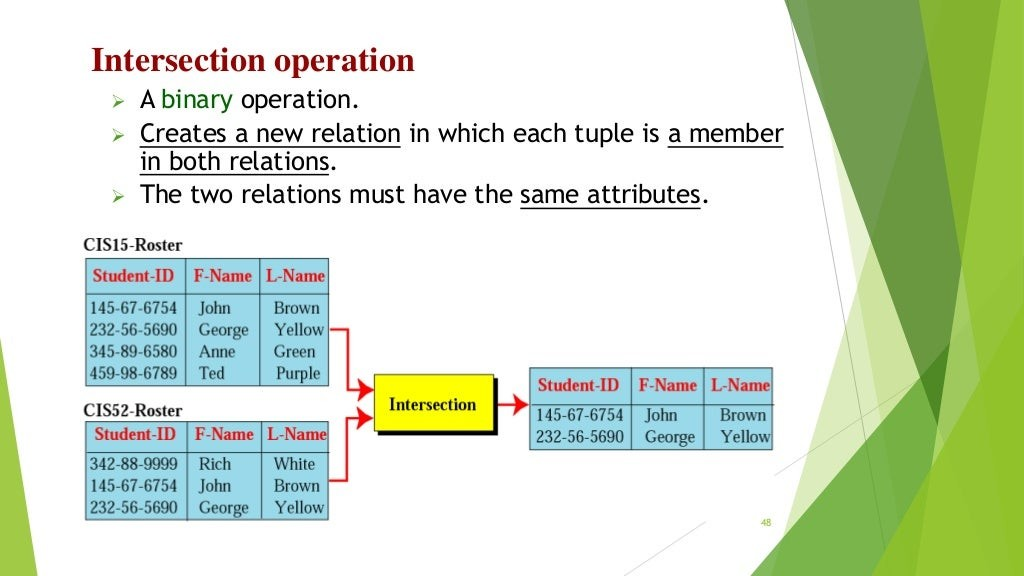 Intersection operation
➢ A binary operation.
➢ Creates a new relation in which each tuple is a member
in both relations.
➢ The two relations must have the same attributes.
CIS15-Roster
Student-ID F-Name L-Name
145-67-6754 John Brown
232-56-5690 George Yellow
345-89-6580 Anne Green
459-98-6789 Ted Purple
CIS52-Roster
Student-ID F-Name L-Name
342-88-9999 Rich White
145-67-6754 John Brown
232-56-5690 George Yellow
Intersection
Student-ID F-Name L-Name
145-67-6754 John Brown
232-56-5690 George Yellow
48